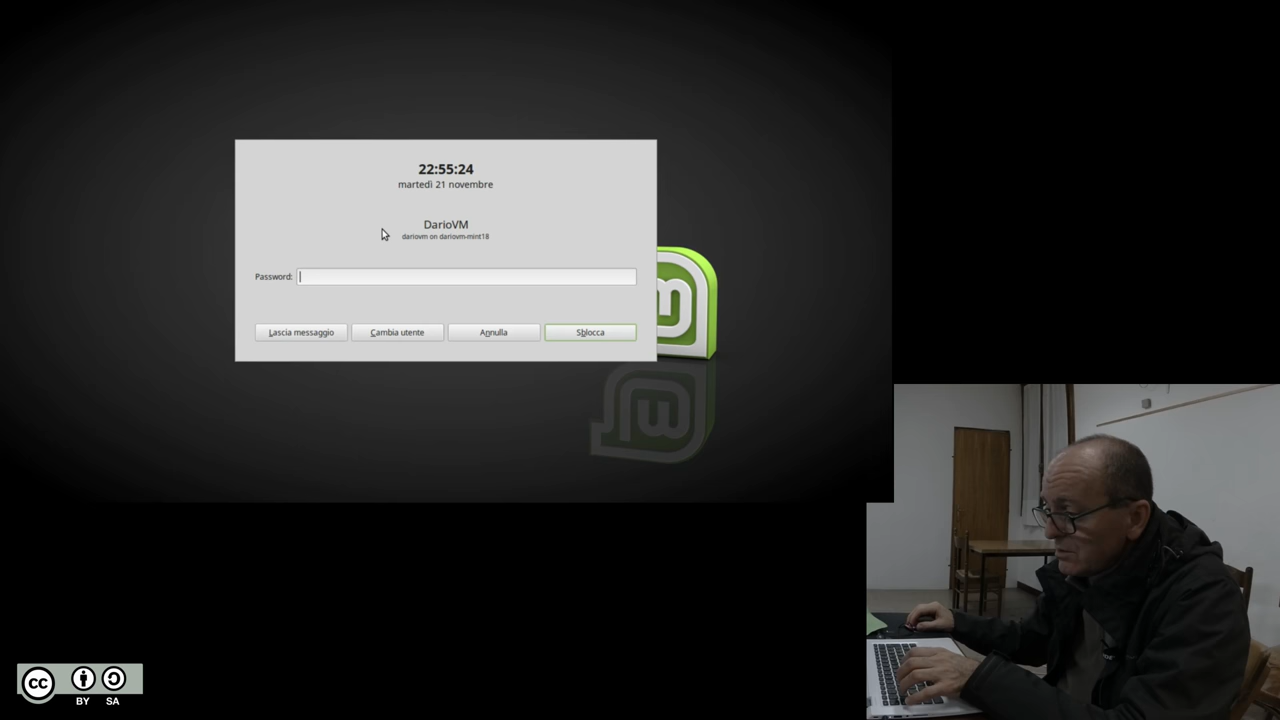 22:55:24
martedì 21 novembre
DarioVM
dariovm on dariovm-mint18
Password:
Lascia messaggio
Cambia utente
Annulla
Sblocca
cc
BY SA